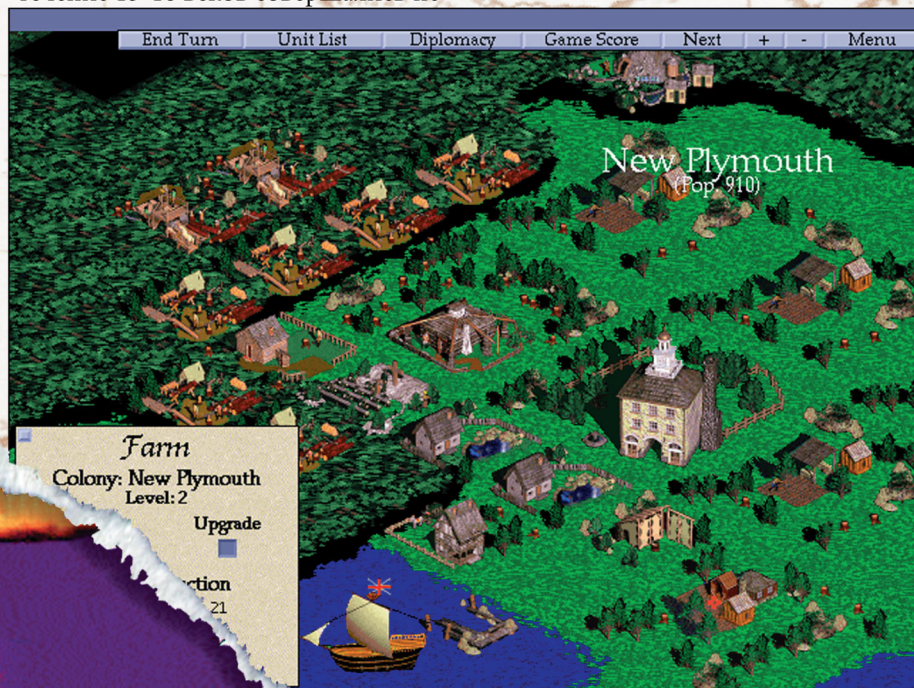 End Turn Unit List Diplomacy Game Score Next + - Menu
New Plymouth
(Pop. 910)
Farm
Colony: New Plymouth
Level: 2
Upgrade
ction
21